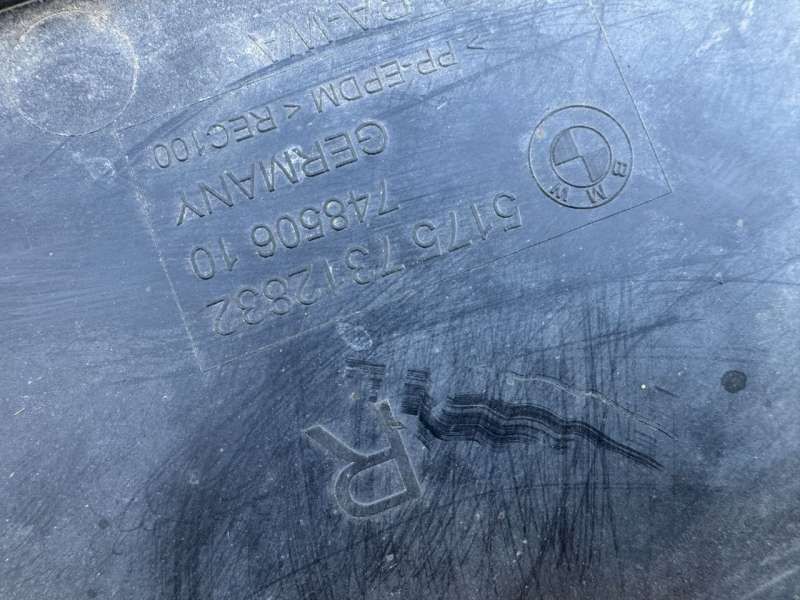 BMW
5175 7312832
748506 10
GERMANY
> PP-EPDM < REC100
R